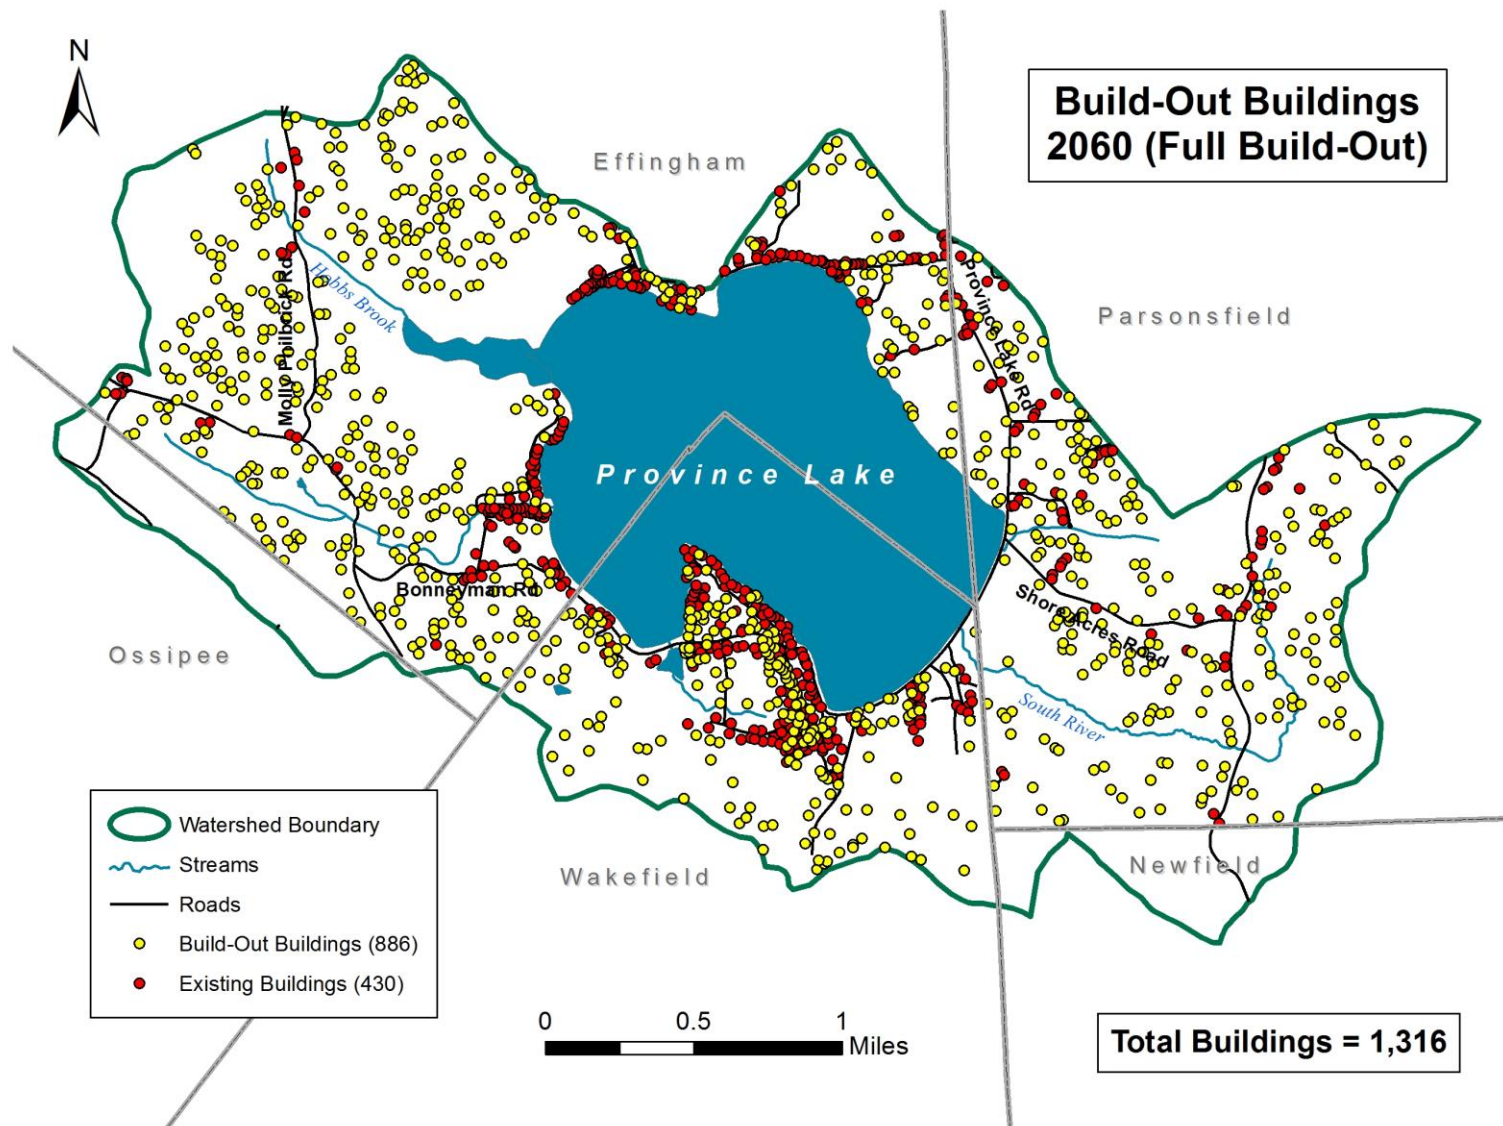 N
Build-Out Buildings
2060 (Full Build-Out)
Effingham
Parsonsfield
Hobbs Brook
Molly Philbrick Rd
Province Lake Rd
Province Lake
Bonneyman Rd
Shore Acres Road
Ossipee
South River
Wakefield
Newfield
Watershed Boundary
Streams
Roads
Build-Out Buildings (886)
Existing Buildings (430)
0 0.5 1
Miles
Total Buildings = 1,316